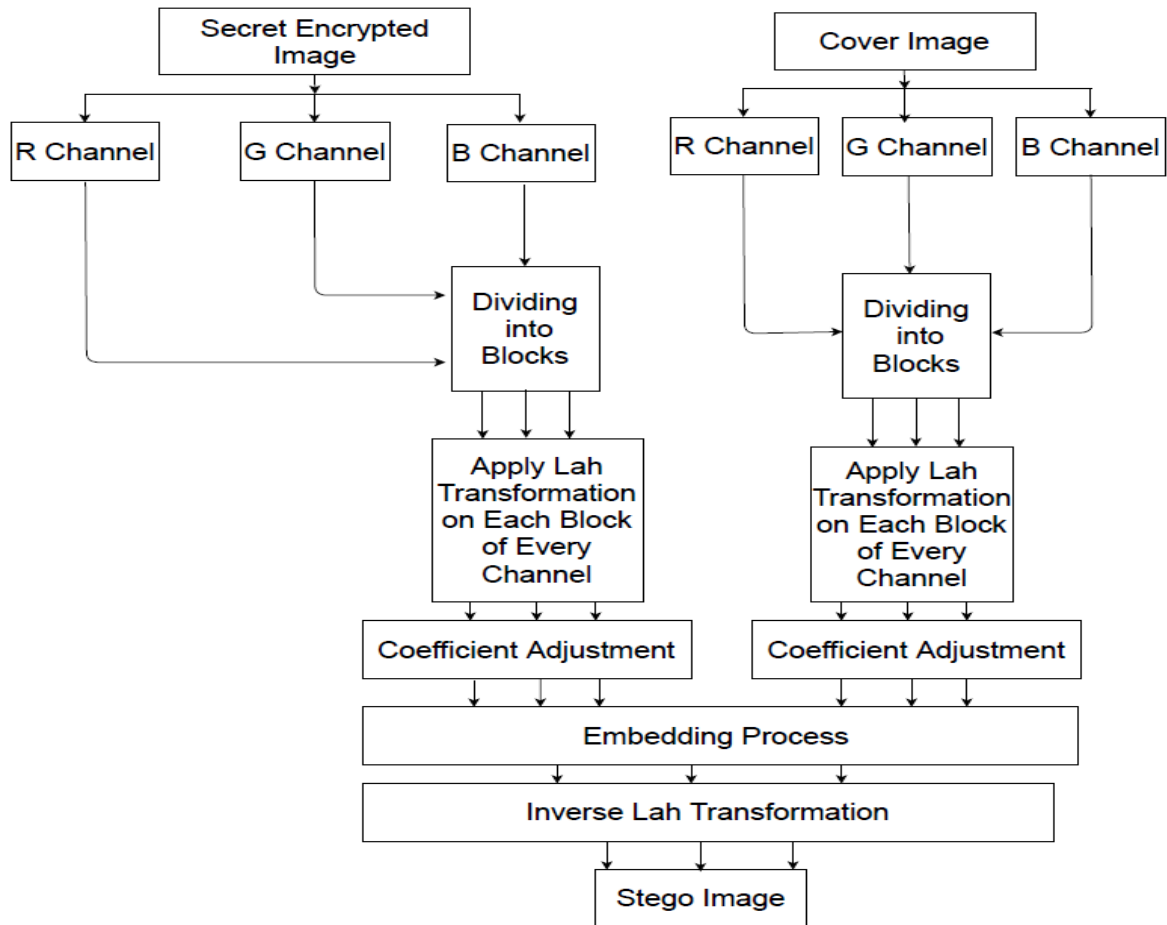 Secret Encrypted
Image
Cover Image
R Channel
G Channel
B Channel
R Channel
G Channel
B Channel
Dividing
into
Blocks
Dividing
into
Blocks
Apply Lah
Transformation
on Each Block
of Every
Channel
Apply Lah
Transformation
on Each Block
of Every
Channel
Coefficient Adjustment
Coefficient Adjustment
Embedding Process
Inverse Lah Transformation
Stego Image